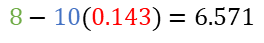 8 − 10(0.143) = 6.571